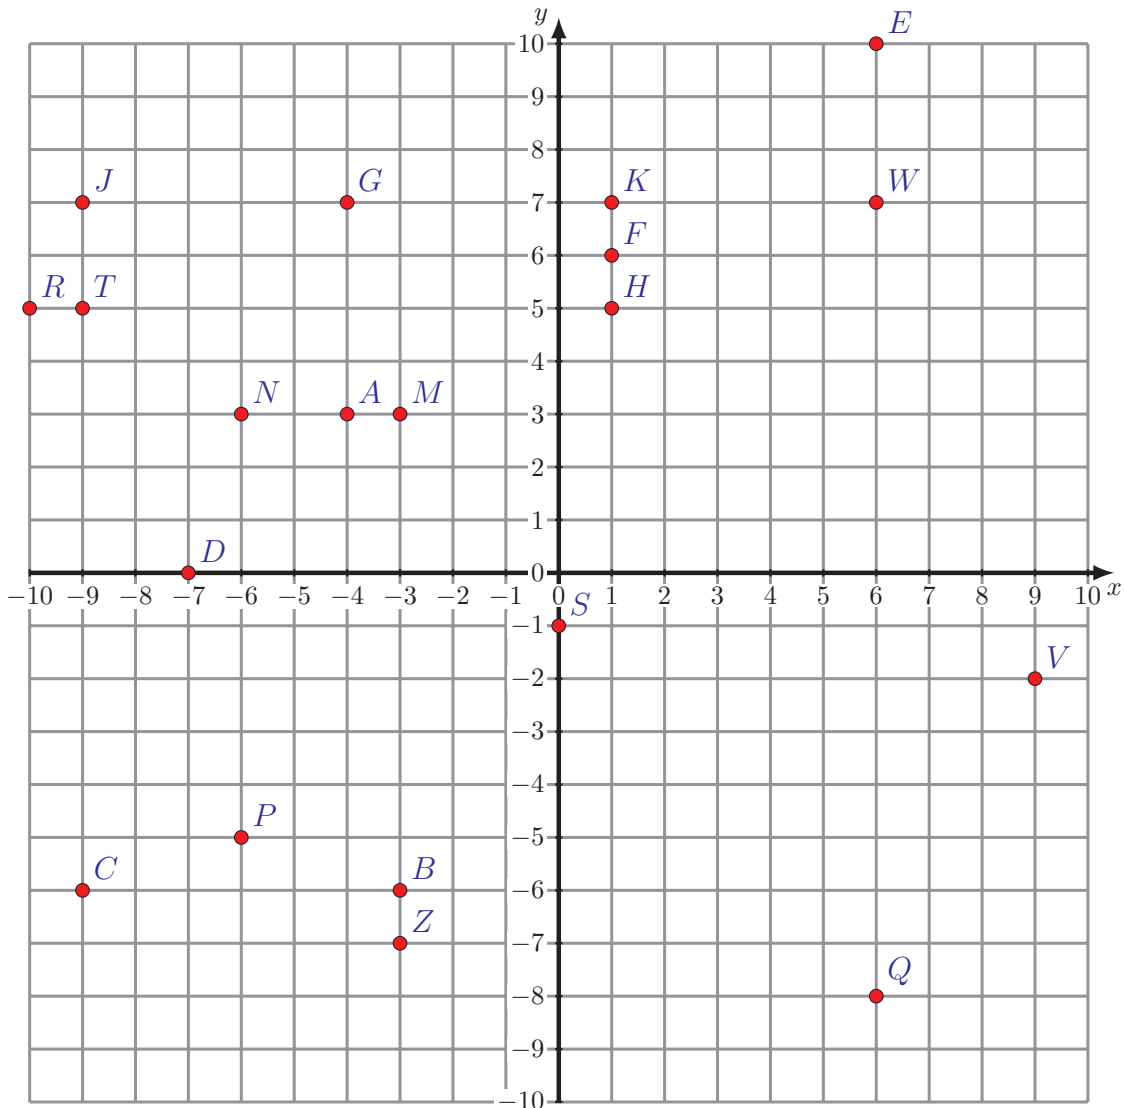 y
10 E
9
8
J G 7 K W
6 F
R T 5 H
4
N A M 3
2
1
D 0
−10 −9 −8 −7 −6 −5 −4 −3 −2 −1 0 1 2 3 4 5 6 7 8 9 10 x
S
−1
V
−2
−3
−4
P −5
C B −6
Z −7
Q
−8
−9
−10